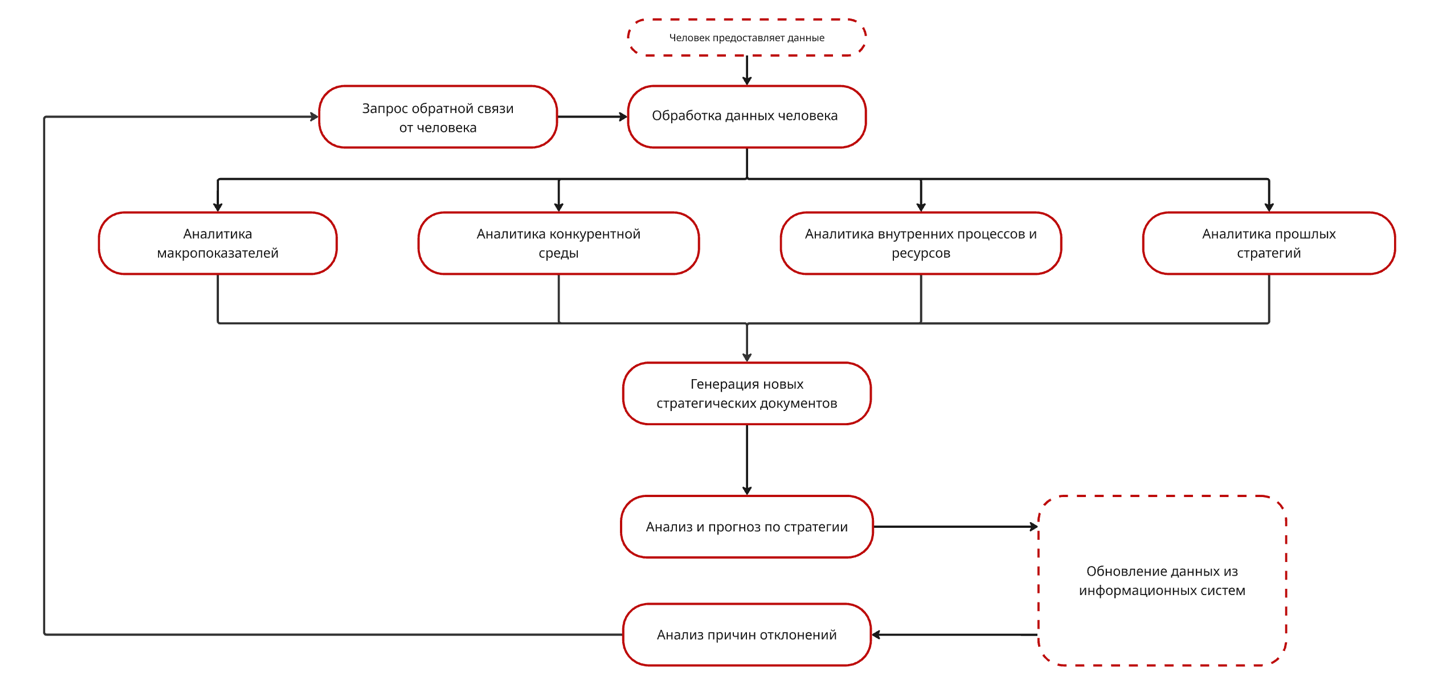 Человек предоставляет данные
Запрос обратной связи
от человека
Обработка данных человека
Аналитика
макропоказателей
Аналитика конкурентной
среды
Аналитика внутренних процессов и
ресурсов
Аналитика прошлых
стратегий
Генерация новых
стратегических документов
Анализ и прогноз по стратегии
Обновление данных из
информационных систем
Анализ причин отклонений